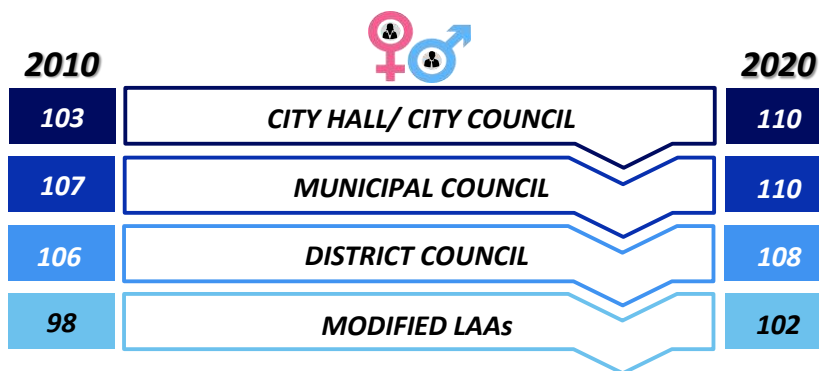 2010 2020
103 CITY HALL/ CITY COUNCIL 110
107 MUNICIPAL COUNCIL 110
106 DISTRICT COUNCIL 108
98 MODIFIED LAAs 102